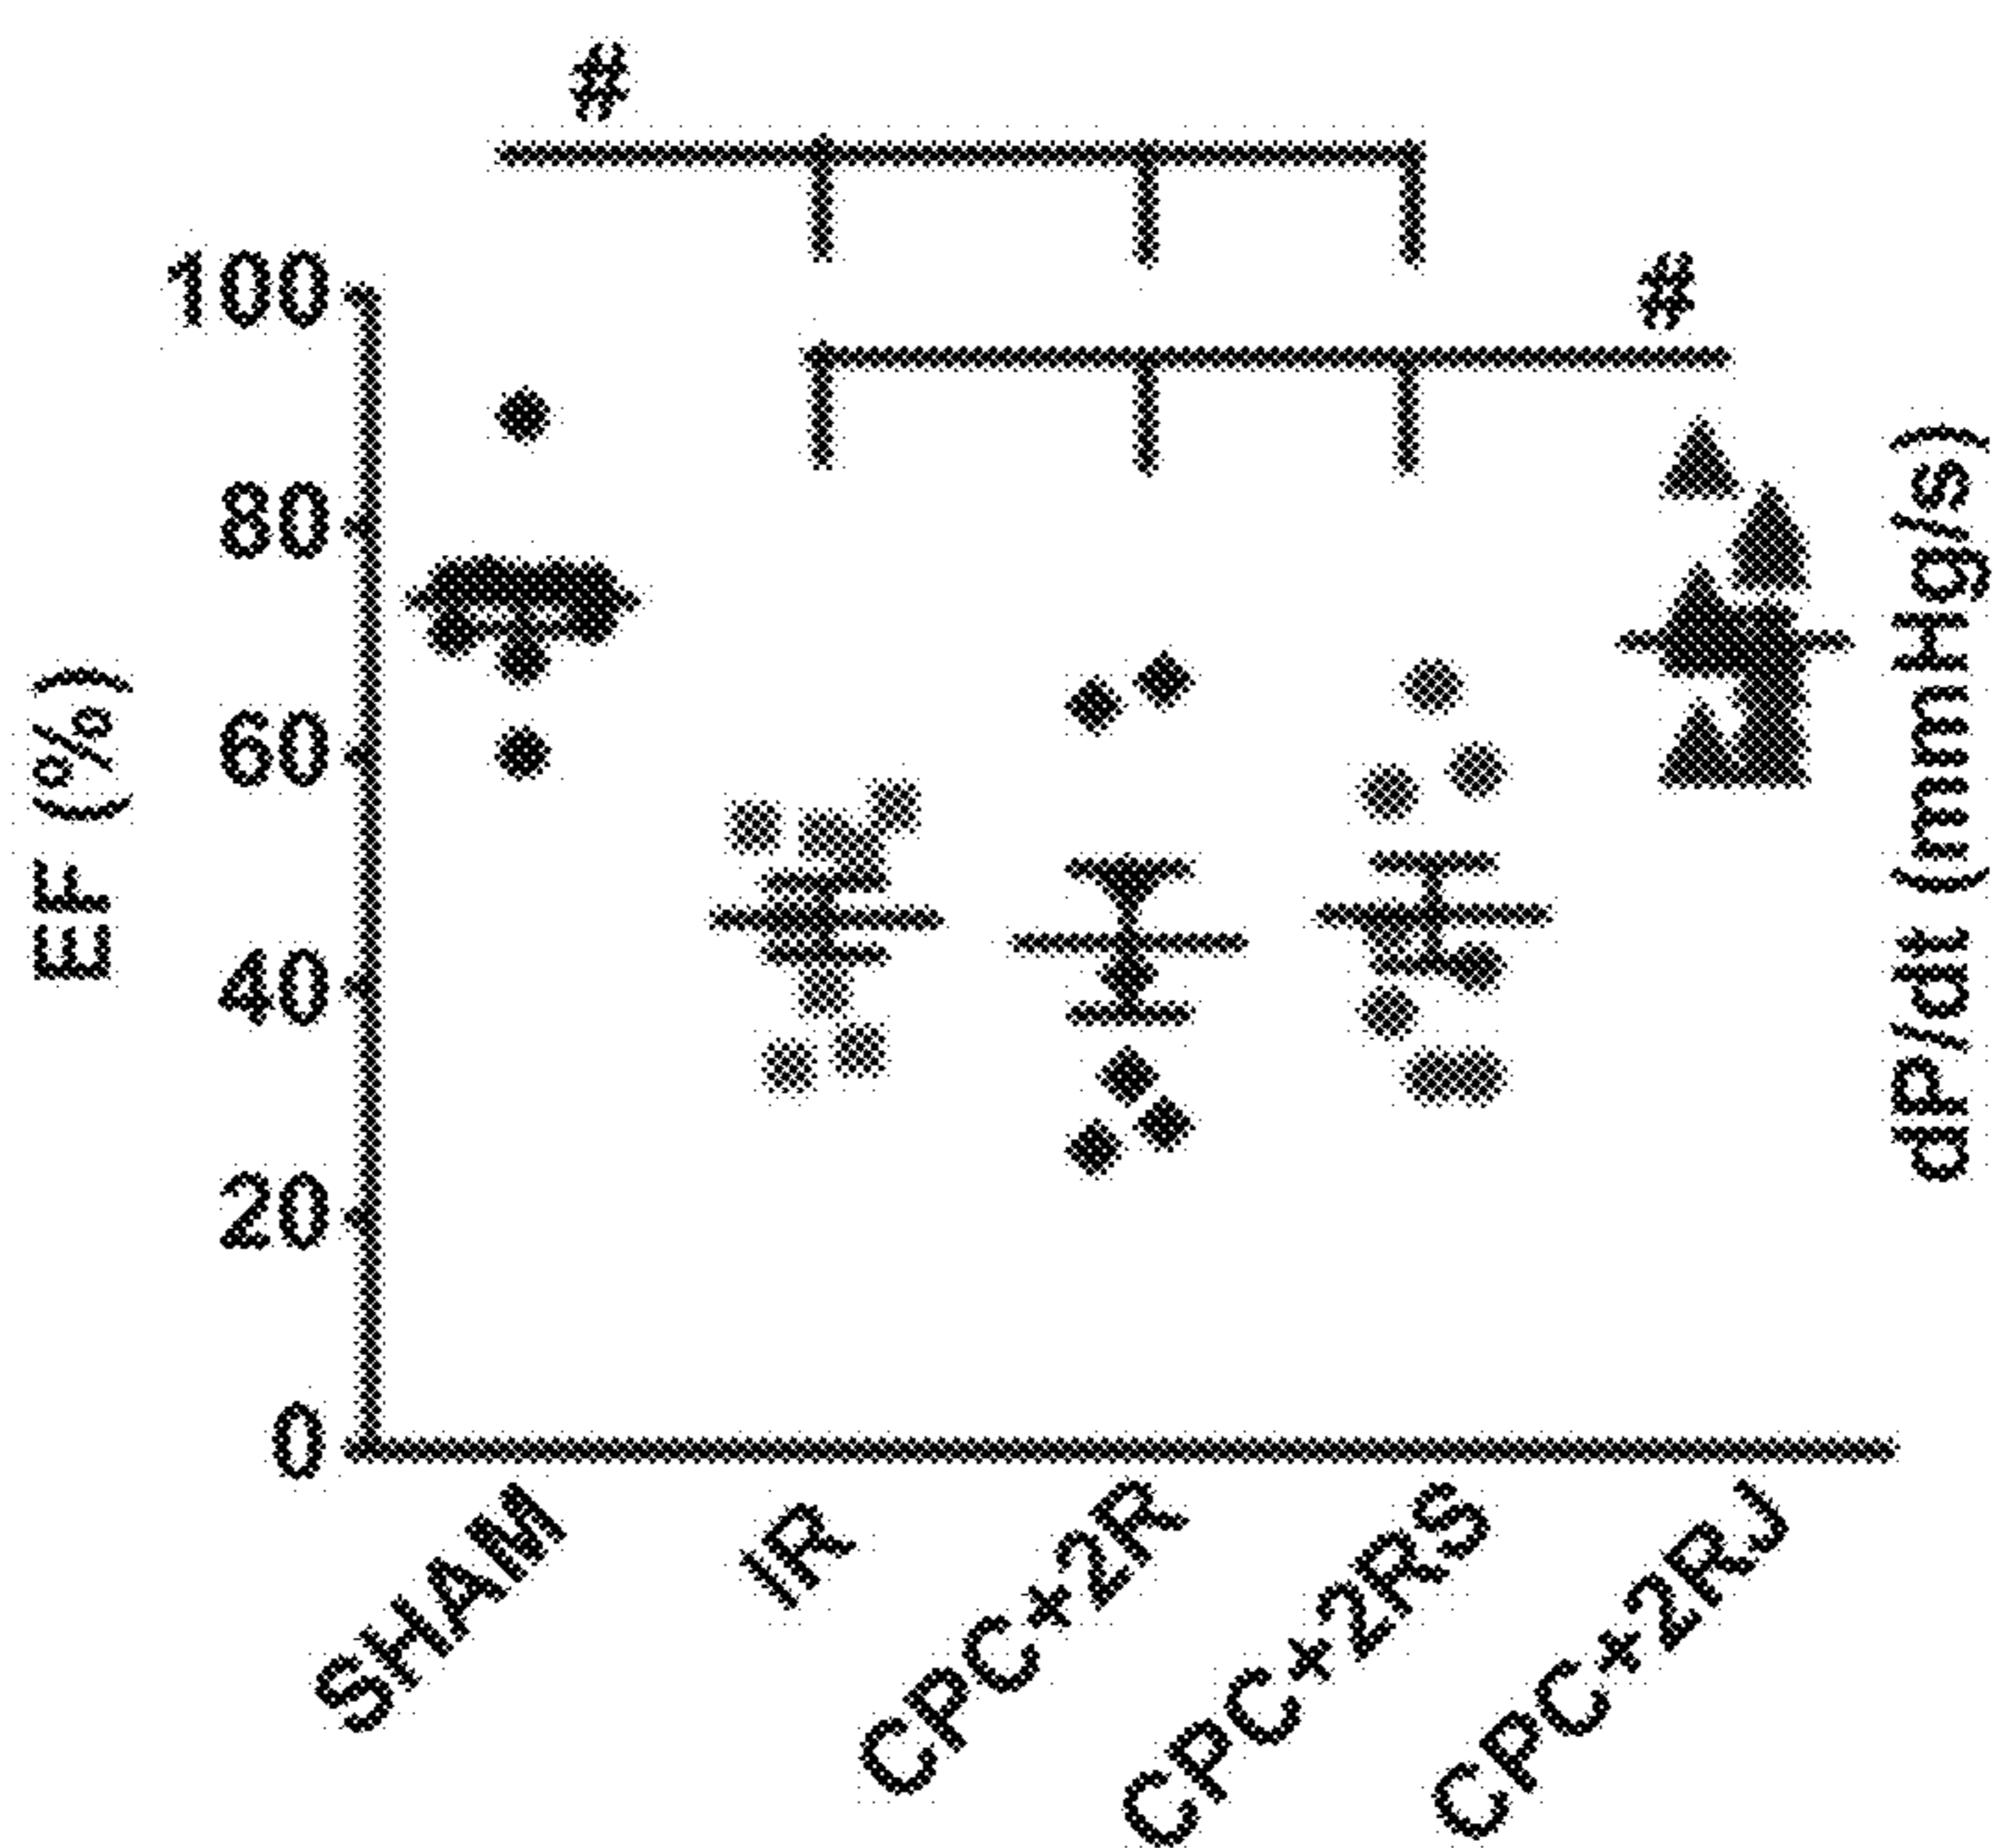 #
#
100
80
60
40
20
0
EF (%)
dP/dt (mmHg/s)
SHAM
IR
CPC+2R
CPC+2RS
CPC+2RJ